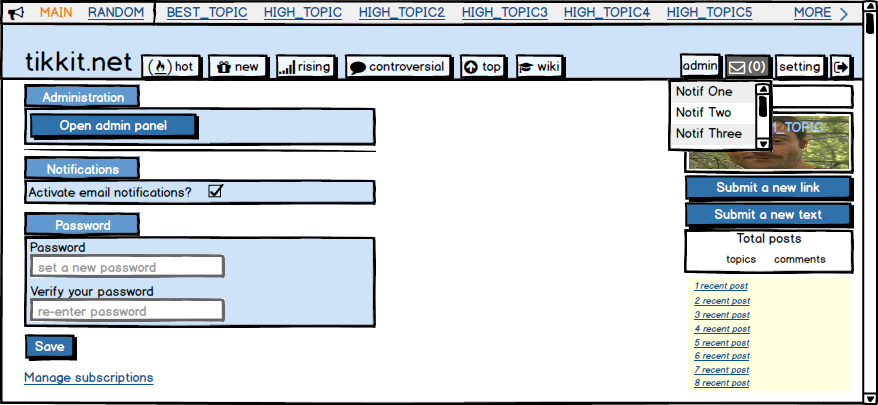 MAIN RANDOM BEST_TOPIC HIGH_TOPIC HIGH_TOPIC2 HIGH_TOPIC3 HIGH_TOPIC4 HIGH_TOPIC5 MORE
tikkit.net hot new rising controversial top wiki admin (0) setting
Administration
Open admin panel
Notifications
Activate email notifications?
Password
Password
set a new password
Verify your password
re-enter password
Save
Manage subscriptions
Notif One
Notif Two
Notif Three
_TOPIC
Submit a new link
Submit a new text
Total posts
topics comments
1 recent post
2 recent post
3 recent post
4 recent post
5 recent post
6 recent post
7 recent post
8 recent post